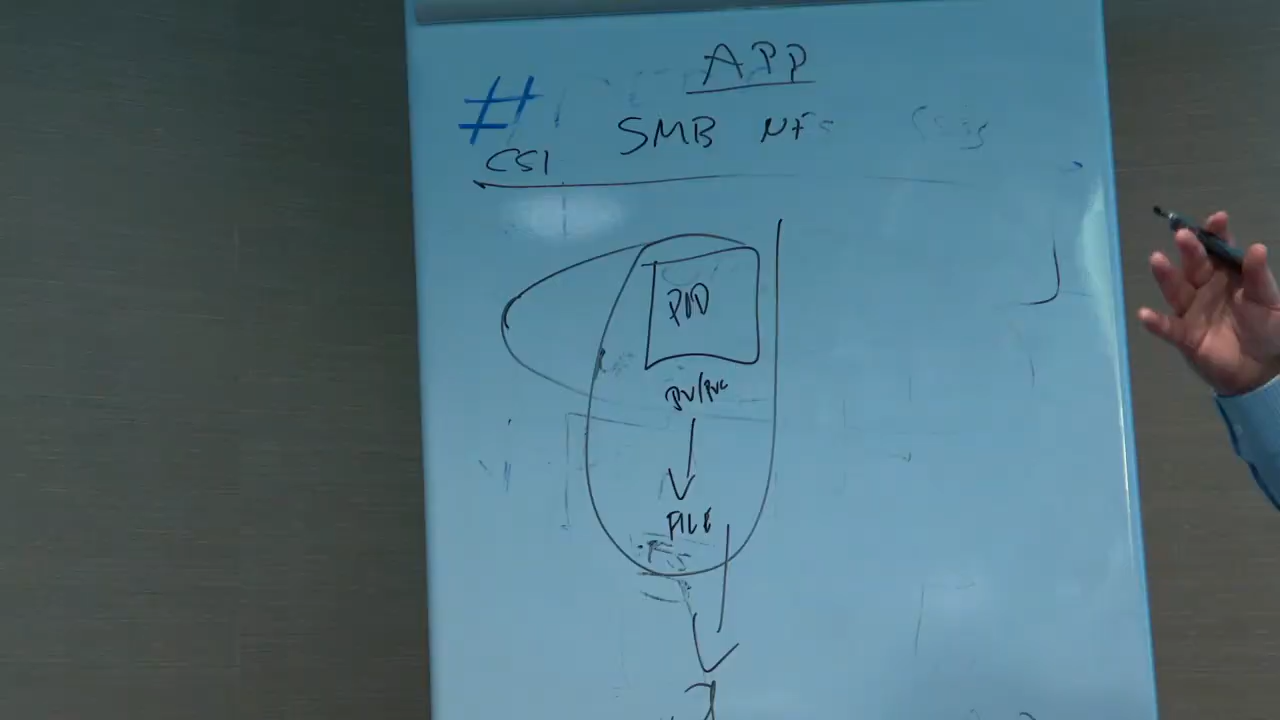 APP
# SMB NFS
CSI
POD
PV/PVC
FILE